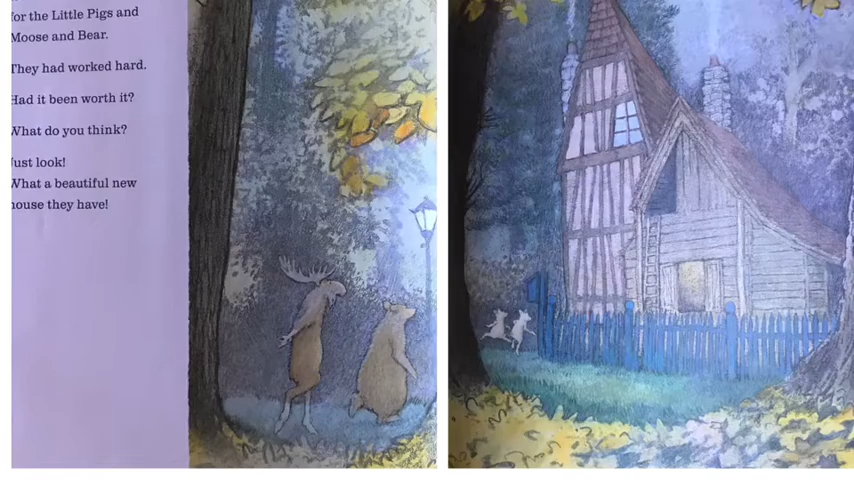 for the Little Pigs and
Moose and Bear.
They had worked hard.
Had it been worth it?
What do you think?
Just look!
What a beautiful new
house they have!